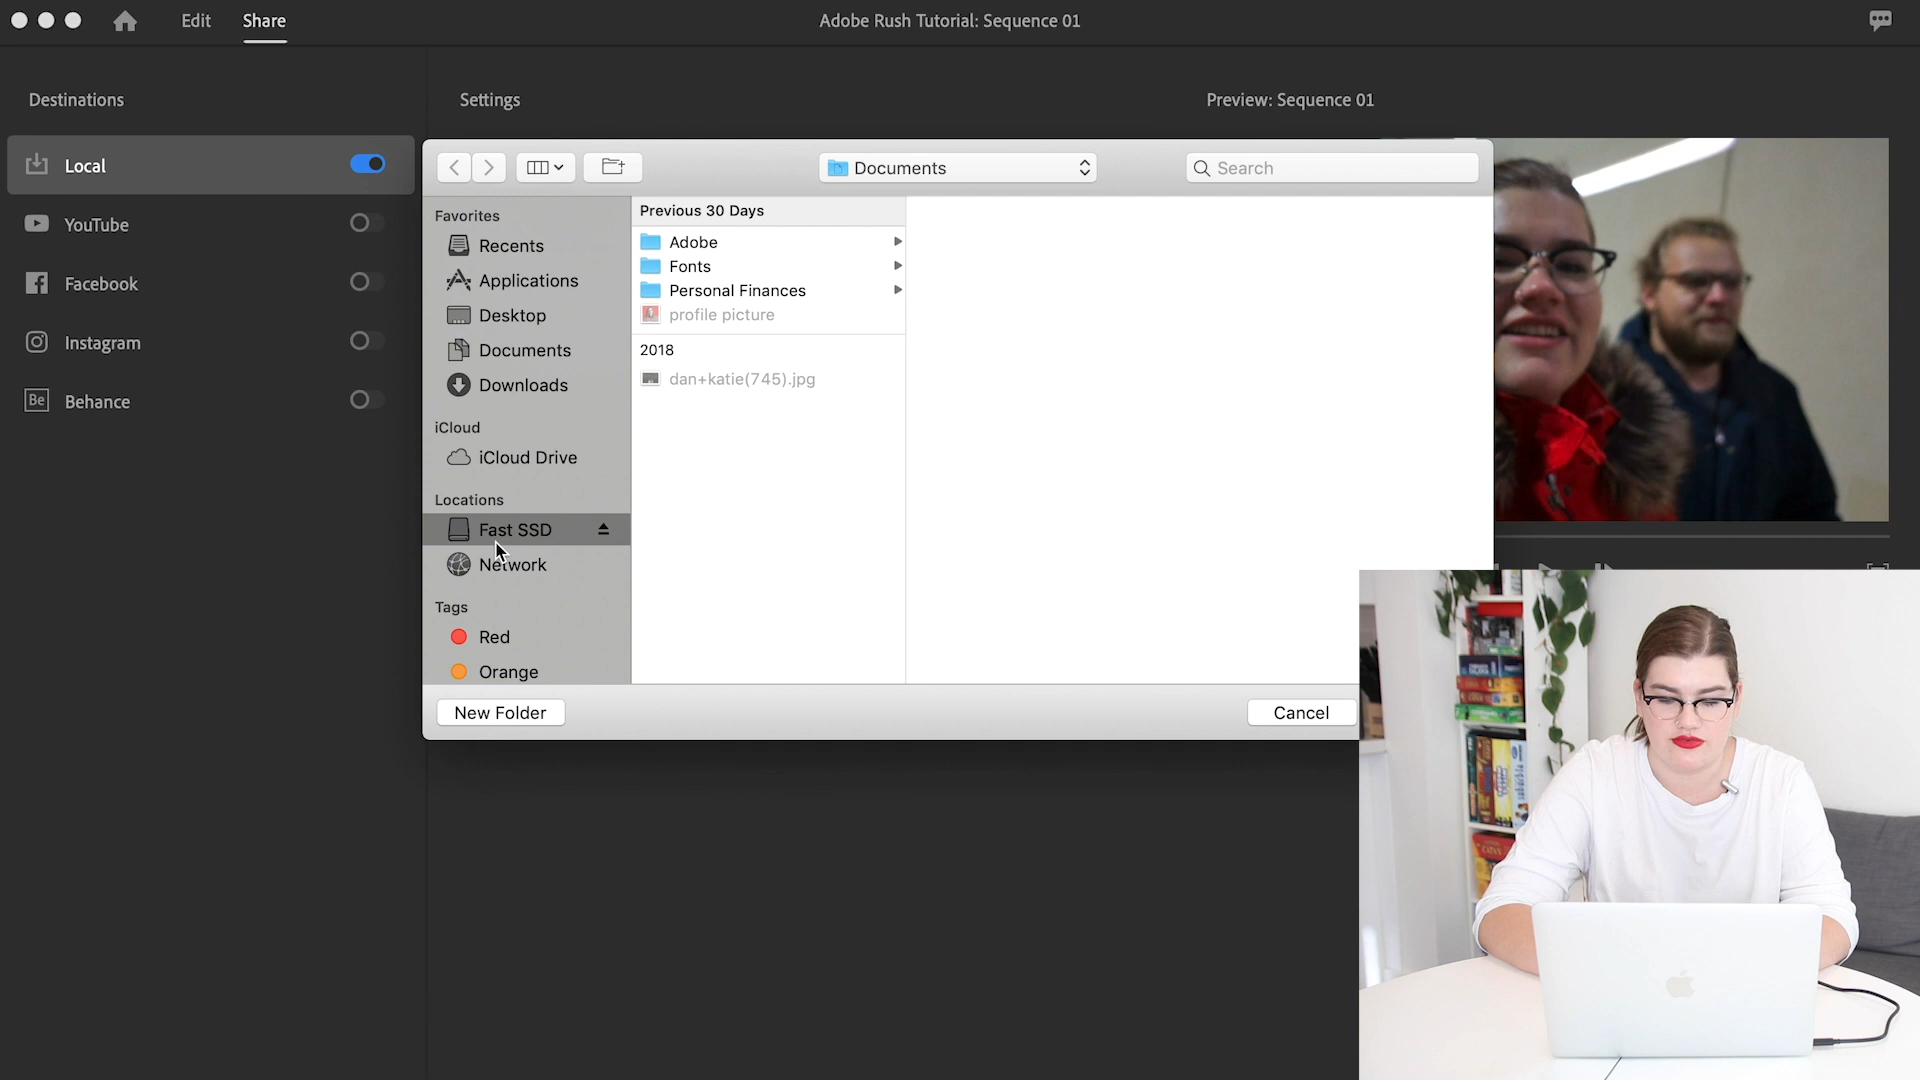 Edit
Share
Adobe Rush Tutorial: Sequence 01
Destinations
Settings
Preview: Sequence 01
Local
YouTube
Facebook
Instagram
Be
Behance
Documents
Search
Favorites
Recents
Applications
Desktop
Documents
Downloads
iCloud
iCloud Drive
Locations
Fast SSD
Network
Tags
Red
Orange
Previous 30 Days
Adobe
Fonts
Personal Finances
profile picture
2018
dan+katie(745).jpg
New Folder
Cancel